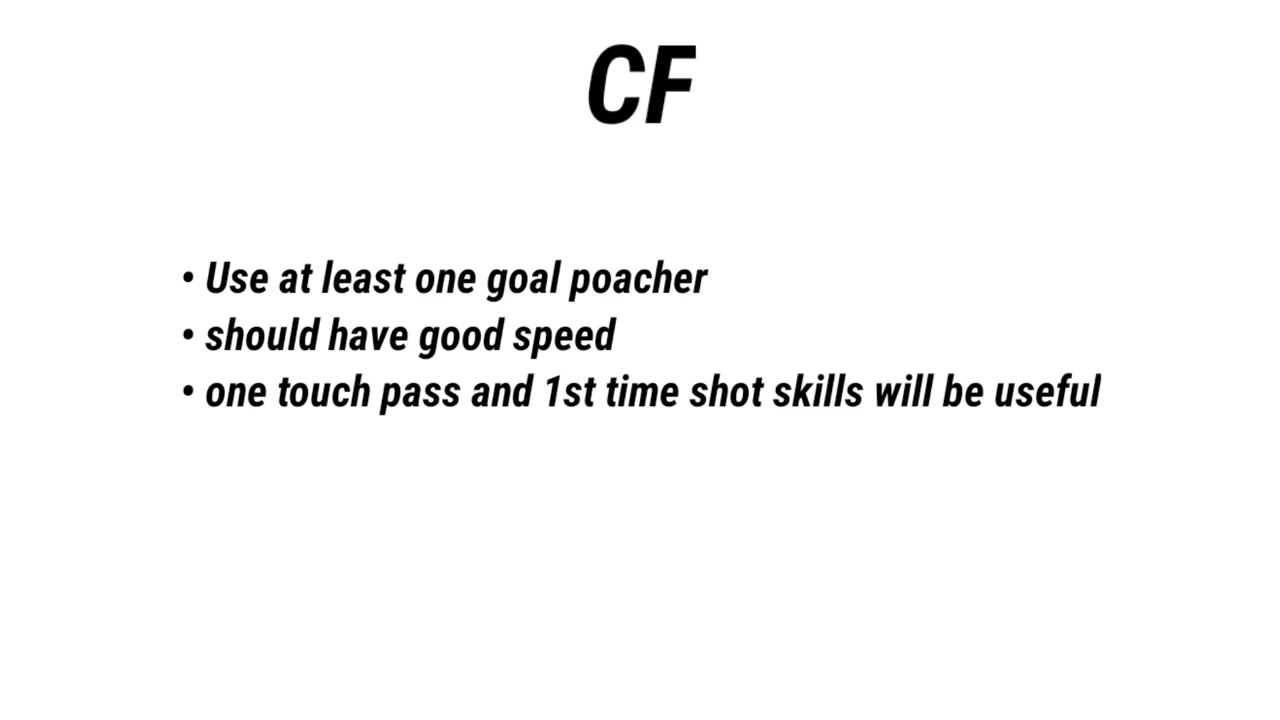 CF
• Use at least one goal poacher
• should have good speed
• one touch pass and 1st time shot skills will be useful